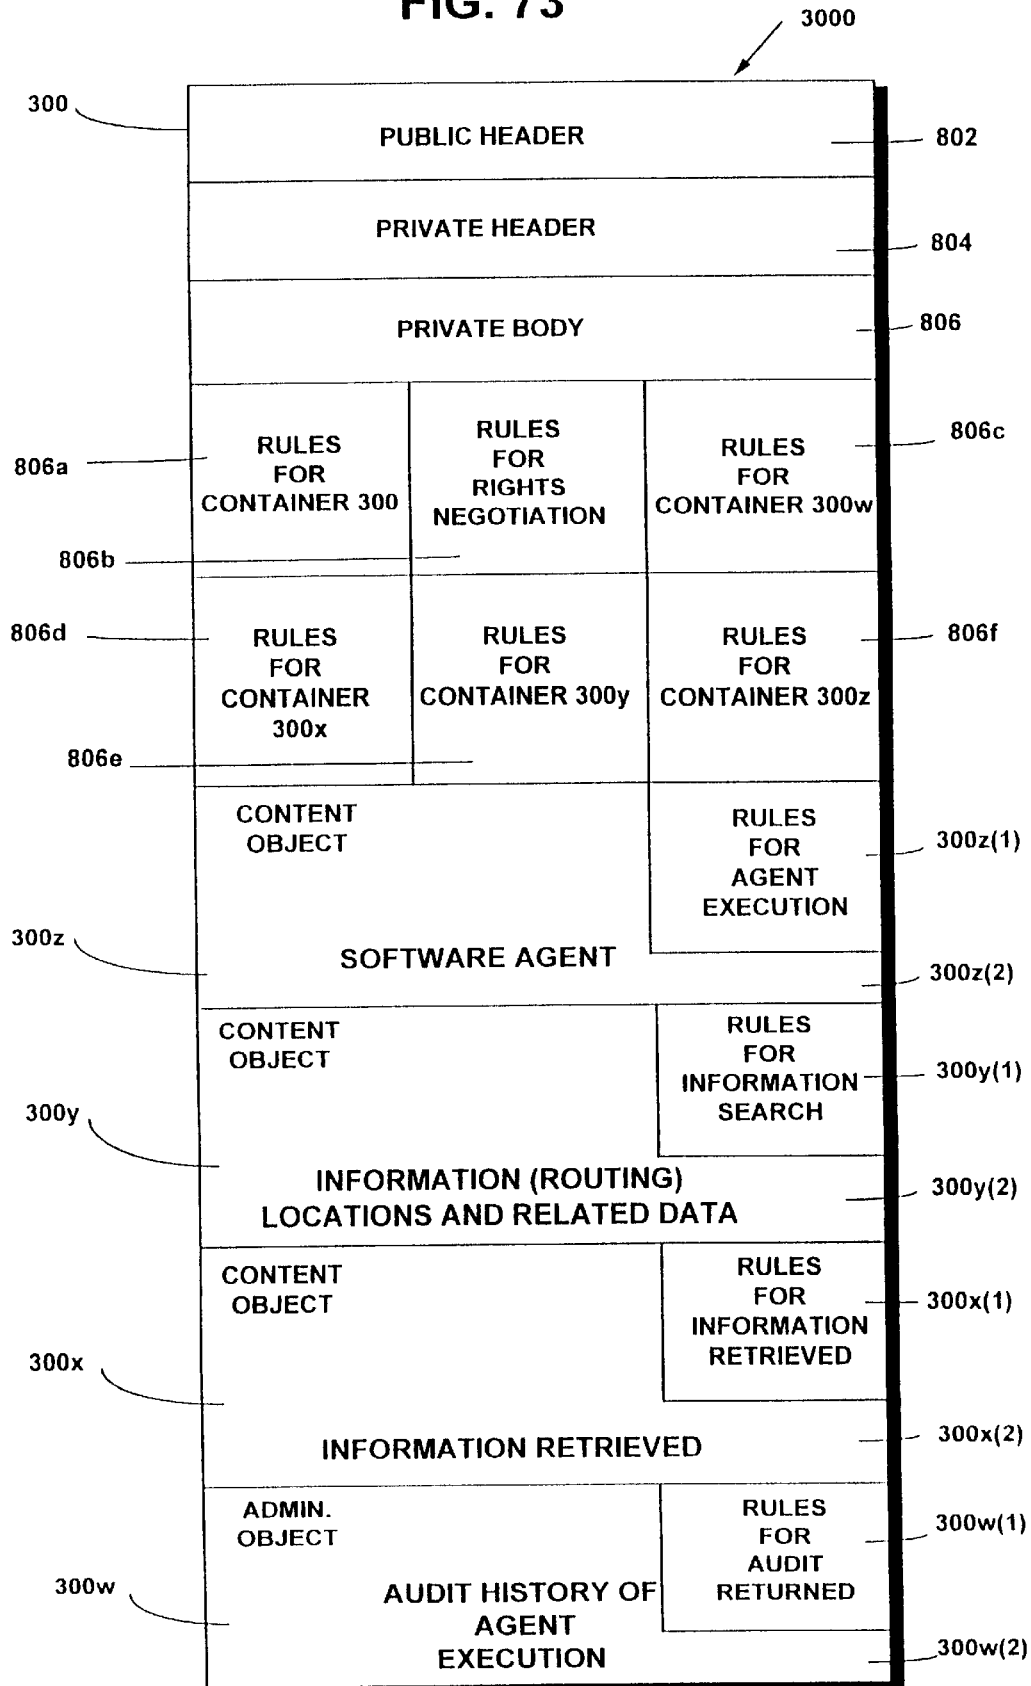 FIG. 73
3000
300
PUBLIC HEADER
802
PRIVATE HEADER
804
PRIVATE BODY
806
806a
RULES
FOR
CONTAINER 300
RULES
FOR
RIGHTS
NEGOTIATION
RULES
FOR
CONTAINER 300w
806c
806b
806d
RULES
FOR
CONTAINER
300x
RULES
FOR
CONTAINER 300y
RULES
FOR
CONTAINER 300z
806f
806e
CONTENT
OBJECT
RULES
FOR
AGENT
EXECUTION
300z(1)
300z
SOFTWARE AGENT
300z(2)
CONTENT
OBJECT
RULES
FOR
INFORMATION
SEARCH
300y(1)
300y
INFORMATION (ROUTING)
LOCATIONS AND RELATED DATA
300y(2)
CONTENT
OBJECT
RULES
FOR
INFORMATION
RETRIEVED
300x(1)
300x
INFORMATION RETRIEVED
300x(2)
ADMIN.
OBJECT
RULES
FOR
AUDIT
RETURNED
300w(1)
300w
AUDIT HISTORY OF
AGENT
EXECUTION
300w(2)